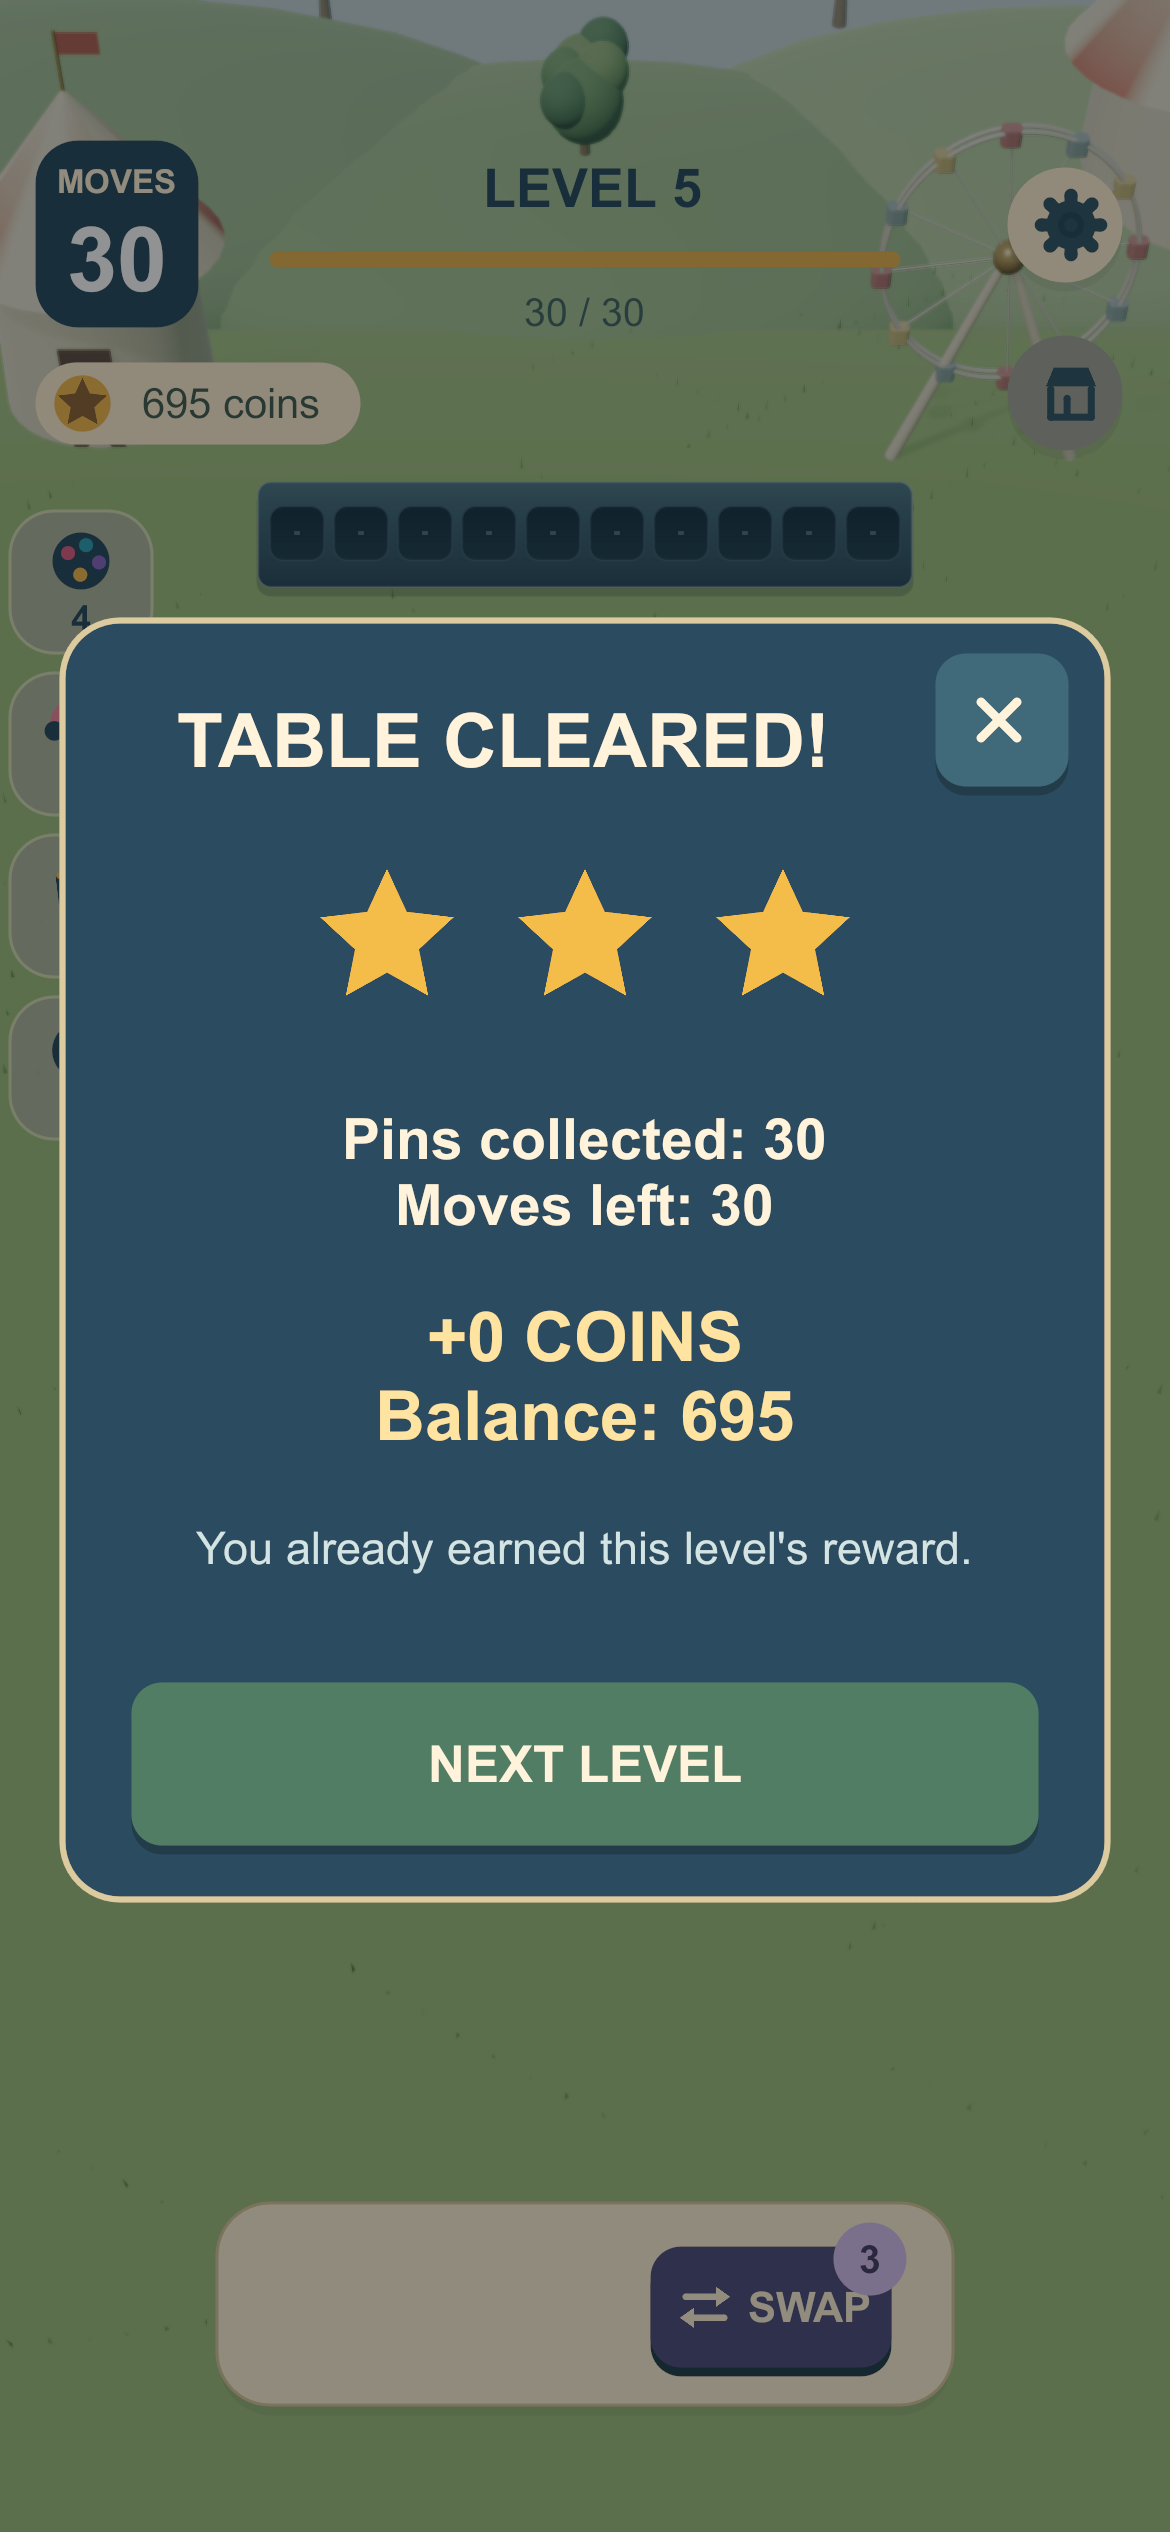 MOVES
30
LEVEL 5
30 / 30
695 coins
4
TABLE CLEARED!
Pins collected: 30
Moves left: 30
+0 COINS
Balance: 695
You already earned this level's reward.
NEXT LEVEL
3
SWAP